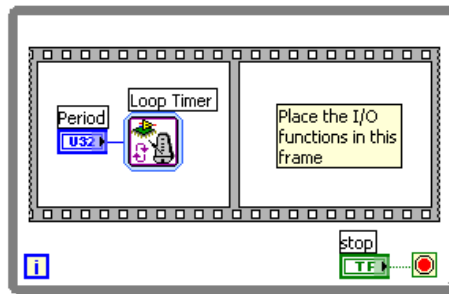 Loop Timer
Period
U32
Place the I/O
functions in this
frame
stop
TF
i